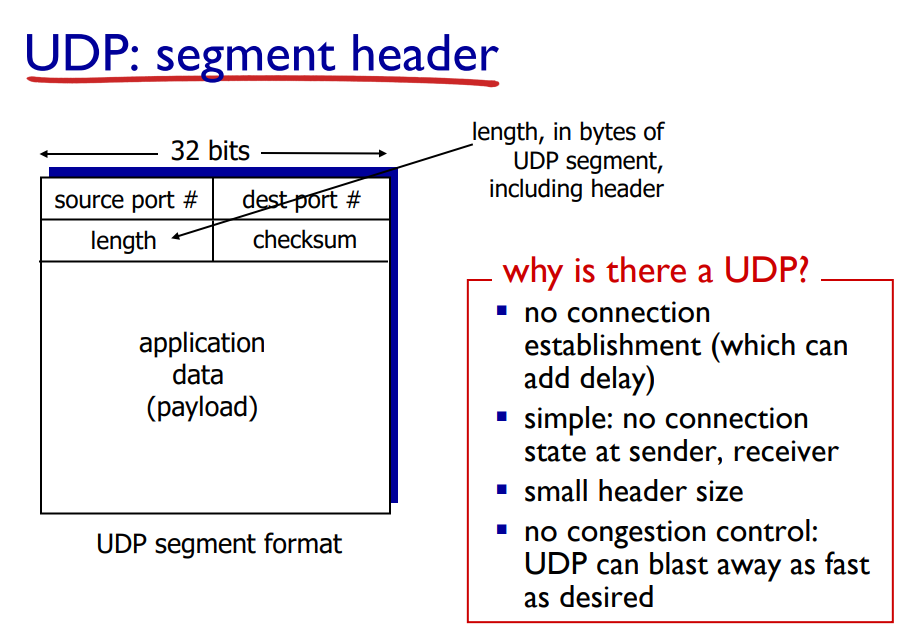 UDP: segment header
32 bits
length, in bytes of
UDP segment,
including header
source port #
dest port #
length
checksum
application
data
(payload)
UDP segment format
why is there a UDP?
no connection
establishment (which can
add delay)
simple: no connection
state at sender, receiver
small header size
no congestion control:
UDP can blast away as fast
as desired